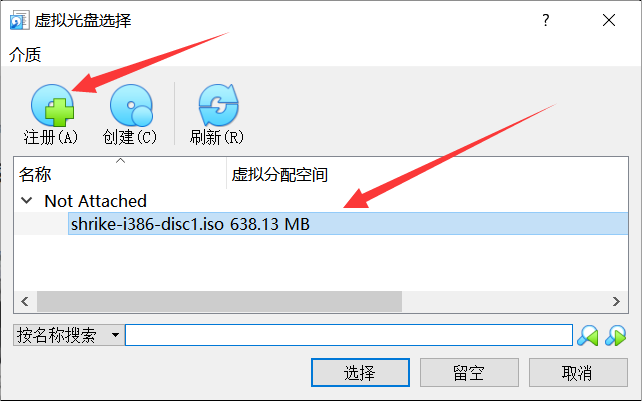 虚拟光盘选择
介质
注册(A) 创建(C) 刷新(R)
名称 虚拟分配空间
Not Attached
shrike-i386-disc1.iso 638.13 MB
按名称搜索
选择 留空 取消